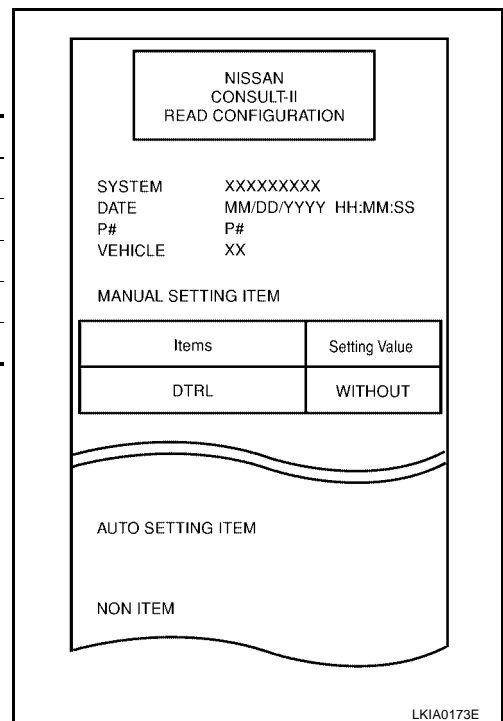 NISSAN
CONSULT-II
READ CONFIGURATION
SYSTEM XXXXXXXXX
DATE MM/DD/YYYY HH:MM:SS
P# P#
VEHICLE XX
MANUAL SETTING ITEM
Items Setting Value
DTRL WITHOUT
AUTO SETTING ITEM
NON ITEM
LKIA0173E